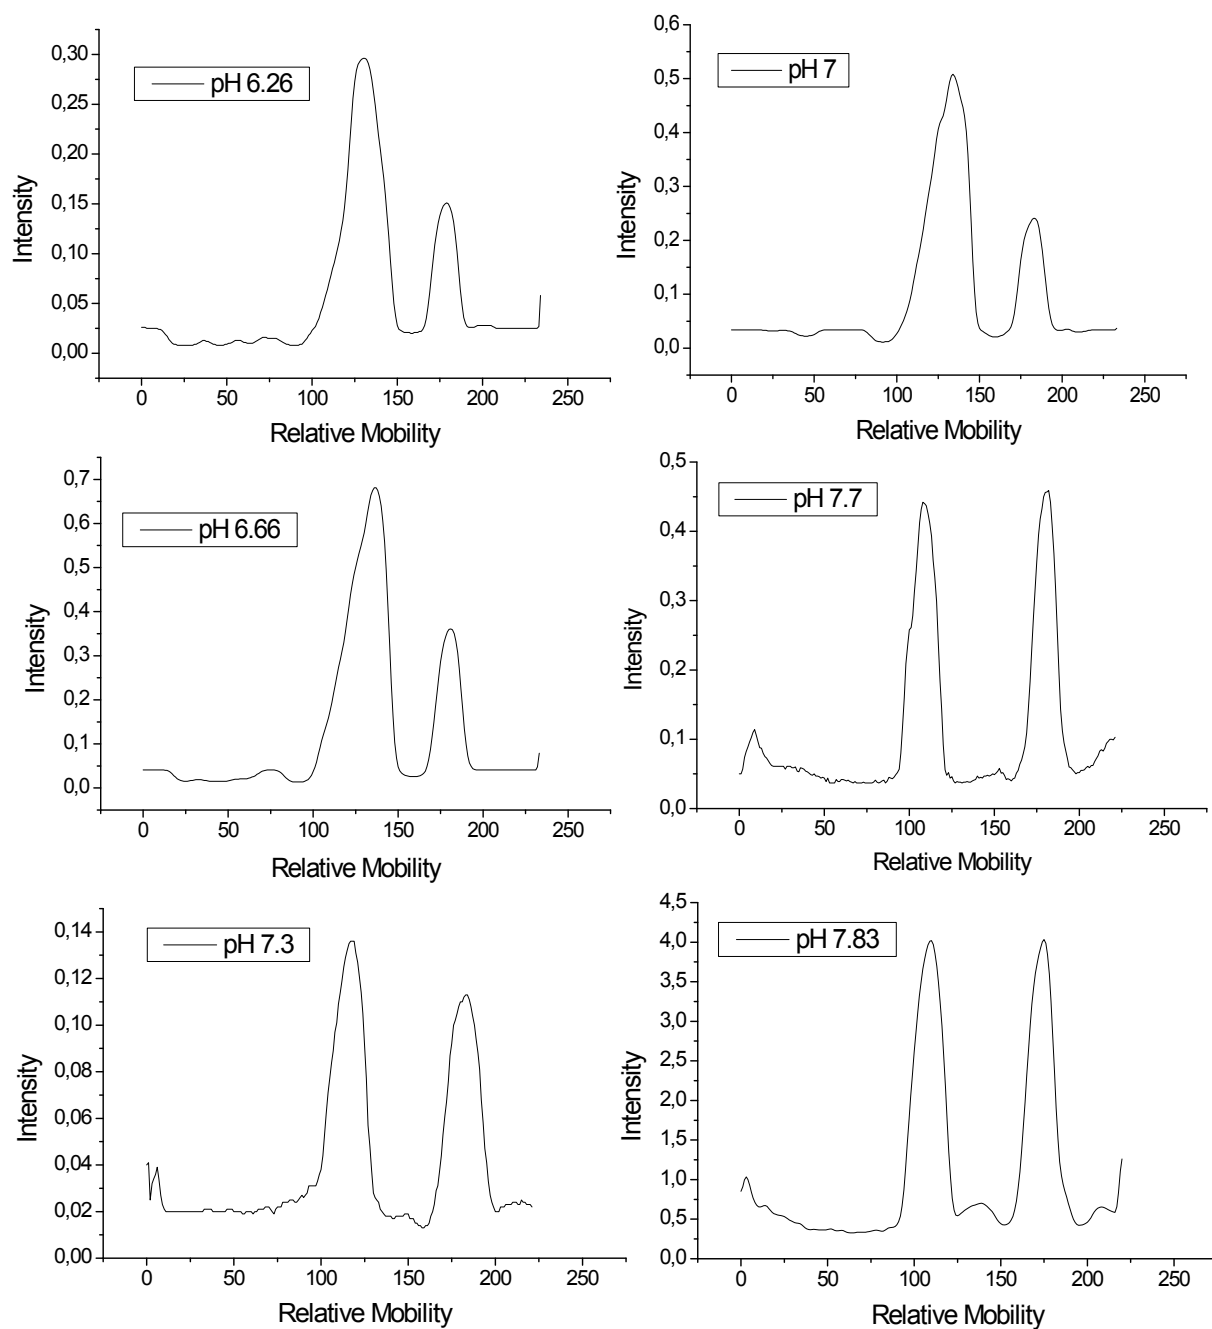 pH 6.26
0,30
0,25
0,20
0,15
0,10
0,05
0,00
Intensity
0 50 100 150 200 250
Relative Mobility
pH 7
0,6
0,5
0,4
0,3
0,2
0,1
0,0
Intensity
0 50 100 150 200 250
Relative Mobility
pH 6.66
0,7
0,6
0,5
0,4
0,3
0,2
0,1
0,0
Intensity
0 50 100 150 200 250
Relative Mobility
pH 7.7
0,5
0,4
0,3
0,2
0,1
0,0
Intensity
0 50 100 150 200 250
Relative Mobility
pH 7.3
0,14
0,12
0,10
0,08
0,06
0,04
0,02
0,00
Intensity
0 50 100 150 200 250
Relative Mobility
pH 7.83
4,5
4,0
3,5
3,0
2,5
2,0
1,5
1,0
0,5
0,0
Intensity
0 50 100 150 200 250
Relative Mobility